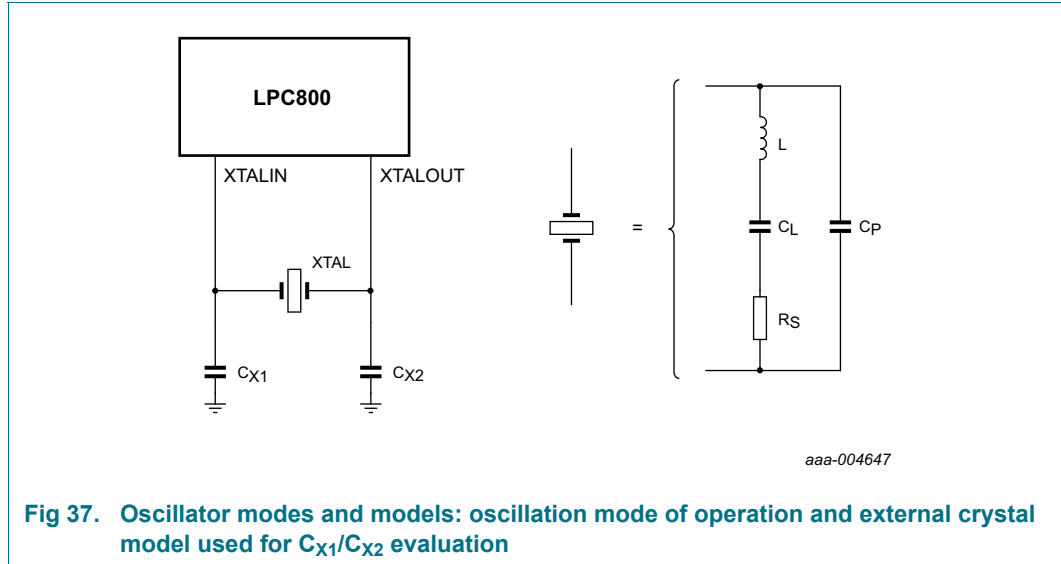 LPC800
XTALIN
XTALOUT
XTAL
CX1
CX2
=
L
CL
CP
RS
aaa-004647
Fig 37. Oscillator modes and models: oscillation mode of operation and external crystal
model used for CX1/CX2 evaluation